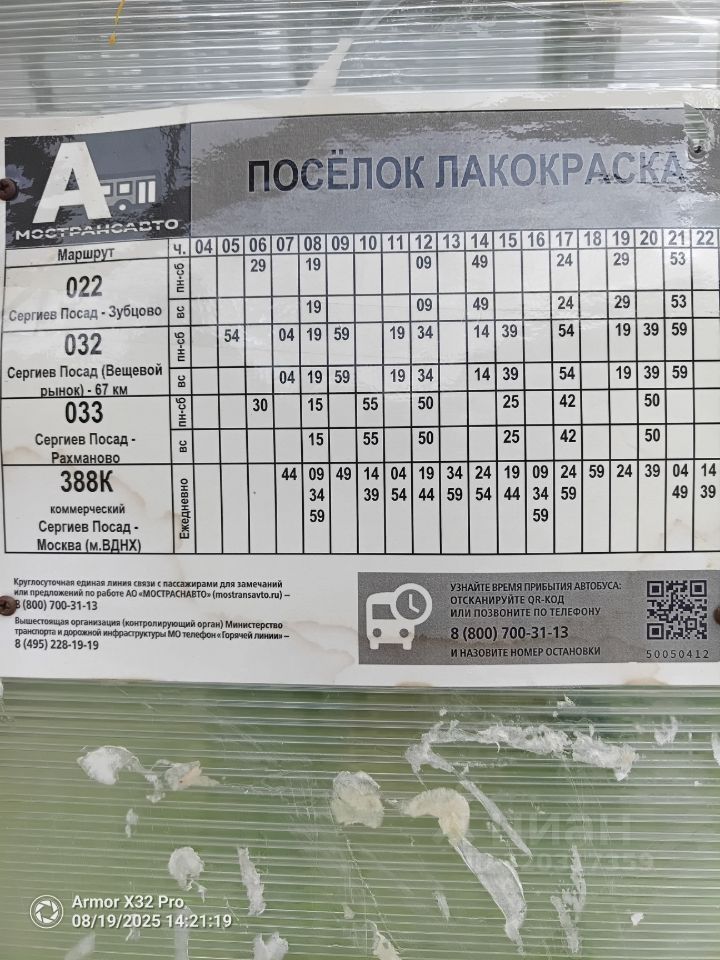 А
МОСТРАНСАВТО
ПОСЁЛОК ЛАКОКРАСКА
Маршрут Ч. 04 05 06 07 08 09 10 11 12 13 14 15 16 17 18 19 20 21 22
022
Сергиев Посад - Зубцово
пн-сб 29 19 09 49 24 29 53
вс 19 09 49 24 29 53
032
Сергиев Посад (Вещевой
рынок) - 67 км
пн-сб 54 04 19 59 19 34 14 39 54 19 39 59
вс 04 19 59 19 34 14 39 54 19 39 59
033
Сергиев Посад -
Рахманово
пн-сб 30 15 55 50 25 42 50
вс 15 55 50 25 42 50
388К
коммерческий
Сергиев Посад -
Москва (м.ВДНХ)
Ежедневно
44 09 49 14 04 19 34 24 19 09 24 59 24 39 04 14
34 39 54 44 59 54 44 34 59 49 39
59 59
Круглосуточная единая линия связи с пассажирами для замечаний
или предложений по работе АО «МОСТРАСНАВТО» (mostransavto.ru) –
8 (800) 700-31-13
Вышестоящая организация (контролирующий орган) Министерство
транспорта и дорожной инфраструктуры МО телефон «Горячей линии» –
8 (495) 228-19-19
УЗНАЙТЕ ВРЕМЯ ПРИБЫТИЯ АВТОБУСА:
ОТСКАНИРУЙТЕ QR-КОД
ИЛИ ПОЗВОНИТЕ ПО ТЕЛЕФОНУ
8 (800) 700-31-13
И НАЗОВИТЕ НОМЕР ОСТАНОВКИ
50050412
ЦИАН
Armor X32 Pro
08/19/2025 14:21:19